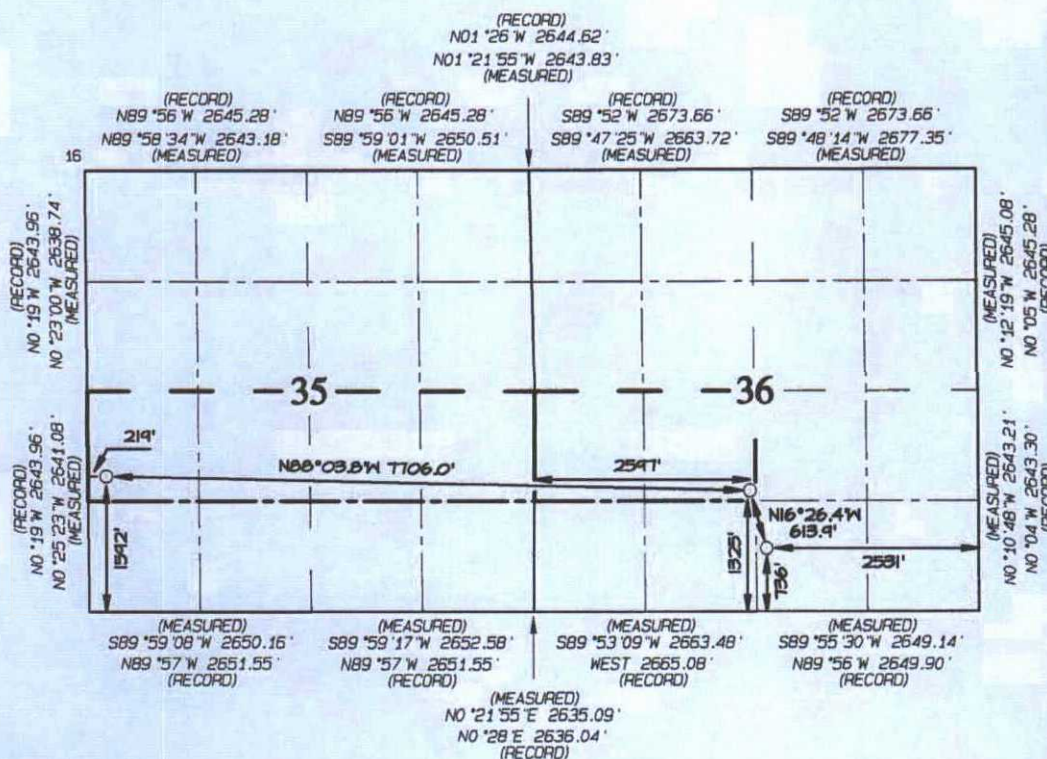 (RECORD)
N01°26'W 2644.62'
N01°21'55"W 2643.83'
(MEASURED)
(RECORD)
N89°56'W 2645.28'
N89°58'34"W 2643.18'
(MEASURED)
(RECORD)
N89°56'W 2645.28'
S89°59'01"W 2650.51'
(MEASURED)
(RECORD)
S89°52'W 2673.66'
S89°47'25"W 2663.72'
(MEASURED)
(RECORD)
S89°52'W 2673.66'
S89°48'14"W 2677.35'
(MEASURED)
16
(RECORD)
N0°19'W 2643.96'
N0°23'00"W 2638.74'
(MEASURED)
(MEASURED)
N0°12'19"W 2645.08'
N0°05'W 2645.28'
(RECORD)
35
36
(RECORD)
N0°19'W 2643.96'
N0°25'23"W 2641.08'
(MEASURED)
219'
N88°03.8'W 7706.0'
2597'
1592'
1325'
N16°26.4'W
613.9'
736'
2531'
(MEASURED)
N0°10'48"W 2643.21'
N0°04'W 2643.30'
(RECORD)
(MEASURED)
S89°59'08"W 2650.16'
N89°57'W 2651.55'
(RECORD)
(MEASURED)
S89°59'17"W 2652.58'
N89°57'W 2651.55'
(RECORD)
(MEASURED)
S89°53'09"W 2663.48'
WEST 2665.08'
(RECORD)
(MEASURED)
S89°55'30"W 2649.14'
N89°56'W 2649.90'
(RECORD)
(MEASURED)
N0°21'55"E 2635.09'
N0°28'E 2636.04'
(RECORD)